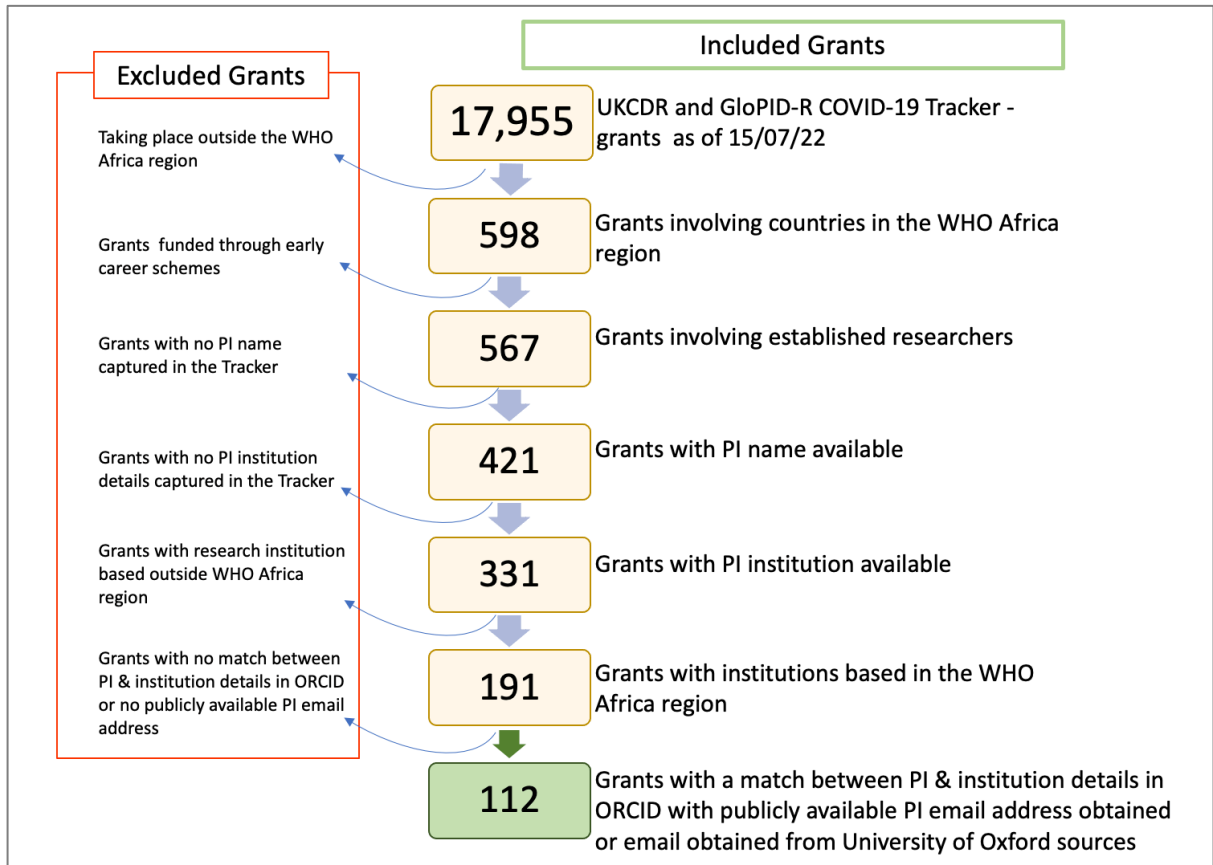 Included Grants
Excluded Grants
17,955
UKCDR and GloPID-R COVID-19 Tracker -
grants  as of 15/07/22
Taking place outside the WHO
Africa region
598
Grants involving countries in the WHO Africa
region
Grants  funded through early
career schemes
567
Grants involving established researchers
Grants with no PI name
captured in the Tracker
421
Grants with PI name available
Grants with no PI institution
details captured in the Tracker
331
Grants with PI institution available
Grants with research institution
based outside WHO Africa
region
191
Grants with institutions based in the WHO
Africa region
Grants with no match between
PI & institution details in ORCID
or no publicly available PI email
address
112
Grants with a match between PI & institution details in
ORCID with publicly available PI email address obtained
or email obtained from University of Oxford sources